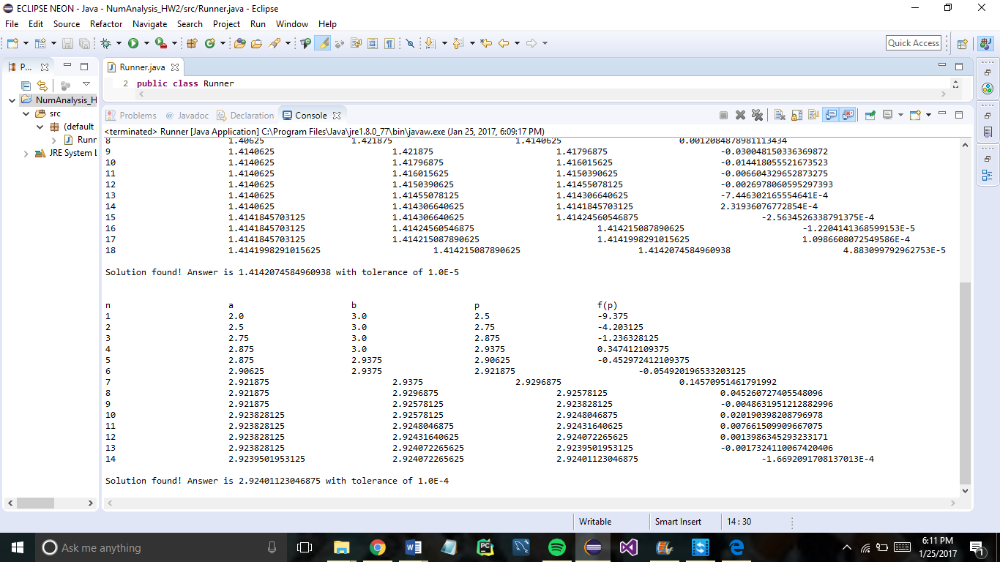 ECLIPSE NEON - Java - NumAnalysis_HW2/src/Runner.java - Eclipse
File Edit Source Refactor Navigate Search Project Run Window Help
Quick Access
P... Runner.java
2 public class Runner
NumAnalysis_H
src
(default
Runn
JRE System L
Problems @ Javadoc Declaration Console
<terminated> Runner [Java Application] C:\Program Files\Java\jre1.8.0_77\bin\javaw.exe (Jan 25, 2017, 6:09:17 PM)
8 1.40625 1.421875 1.4140625 0.0012084878981113434
9 1.4140625 1.421875 1.41796875 -0.030048150336369872
10 1.4140625 1.41796875 1.416015625 -0.014418055521673523
11 1.4140625 1.416015625 1.4150390625 -0.006604329652873275
12 1.4140625 1.4150390625 1.41455078125 -0.0026978060595297393
13 1.4140625 1.41455078125 1.414306640625 -7.446302165554641E-4
14 1.4140625 1.414306640625 1.4141845703125 2.31936076772854E-4
15 1.4141845703125 1.414306640625 1.41424560546875 -2.5634526338791375E-4
16 1.4141845703125 1.41424560546875 1.414215087890625 -1.2204141368599153E-5
17 1.4141845703125 1.414215087890625 1.4141998291015625 1.0986608072549586E-4
18 1.4141998291015625 1.414215087890625 1.4142074584960938 4.883099792962753E-5
Solution found! Answer is 1.4142074584960938 with tolerance of 1.0E-5
n a b p f(p)
1 2.0 3.0 2.5 -9.375
2 2.5 3.0 2.75 -4.203125
3 2.75 3.0 2.875 -1.236328125
4 2.875 3.0 2.9375 0.347412109375
5 2.875 2.9375 2.90625 -0.452972412109375
6 2.90625 2.9375 2.921875 -0.054920196533203125
7 2.921875 2.9375 2.9296875 0.14570951461791992
8 2.921875 2.9296875 2.92578125 0.045260727405548096
9 2.921875 2.92578125 2.923828125 -0.0048631951212882996
10 2.923828125 2.92578125 2.9248046875 0.020190398208796978
11 2.923828125 2.9248046875 2.92431640625 0.007661509909667075
12 2.923828125 2.92431640625 2.924072265625 0.0013986345293233171
13 2.923828125 2.924072265625 2.9239501953125 -0.0017324110067420406
14 2.9239501953125 2.924072265625 2.92401123046875 -1.6692091708137013E-4
Solution found! Answer is 2.92401123046875 with tolerance of 1.0E-4
Writable Smart Insert 14 : 30
Ask me anything
6:11 PM
1/25/2017
1